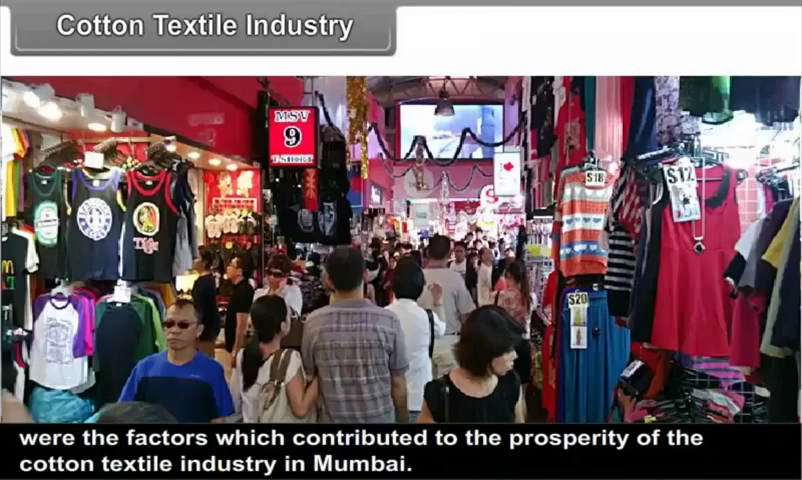 Cotton Textile Industry
MSV
9
$18
$12
$20
were the factors which contributed to the prosperity of the
cotton textile industry in Mumbai.